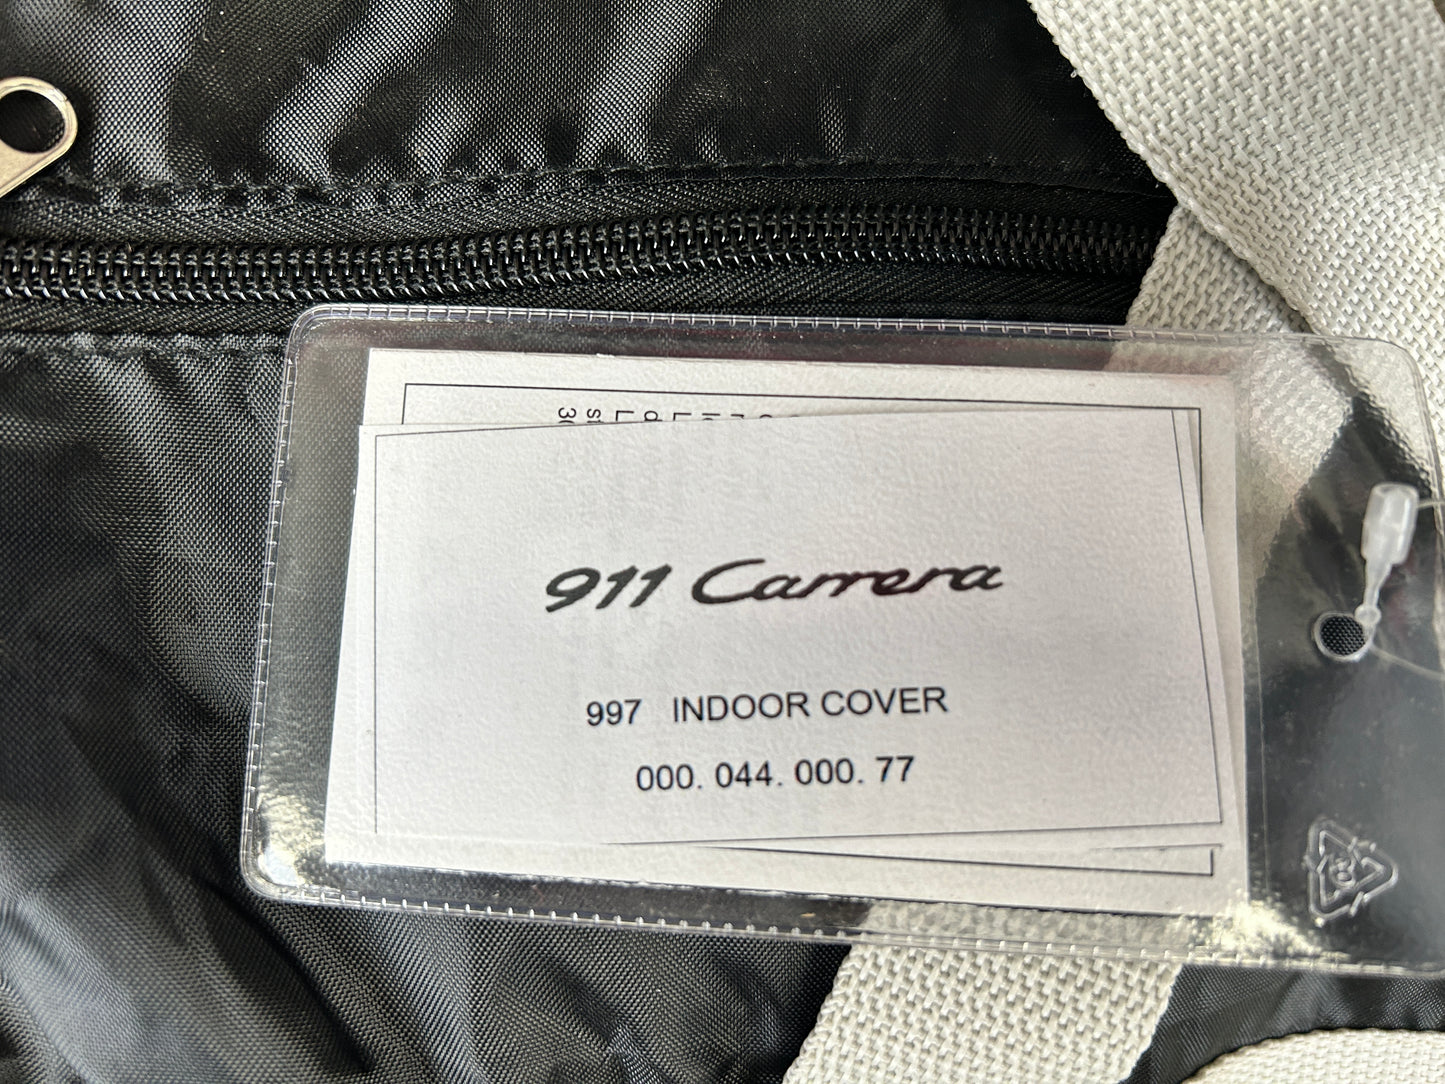 911 Carrera
997 INDOOR COVER
000. 044. 000. 77